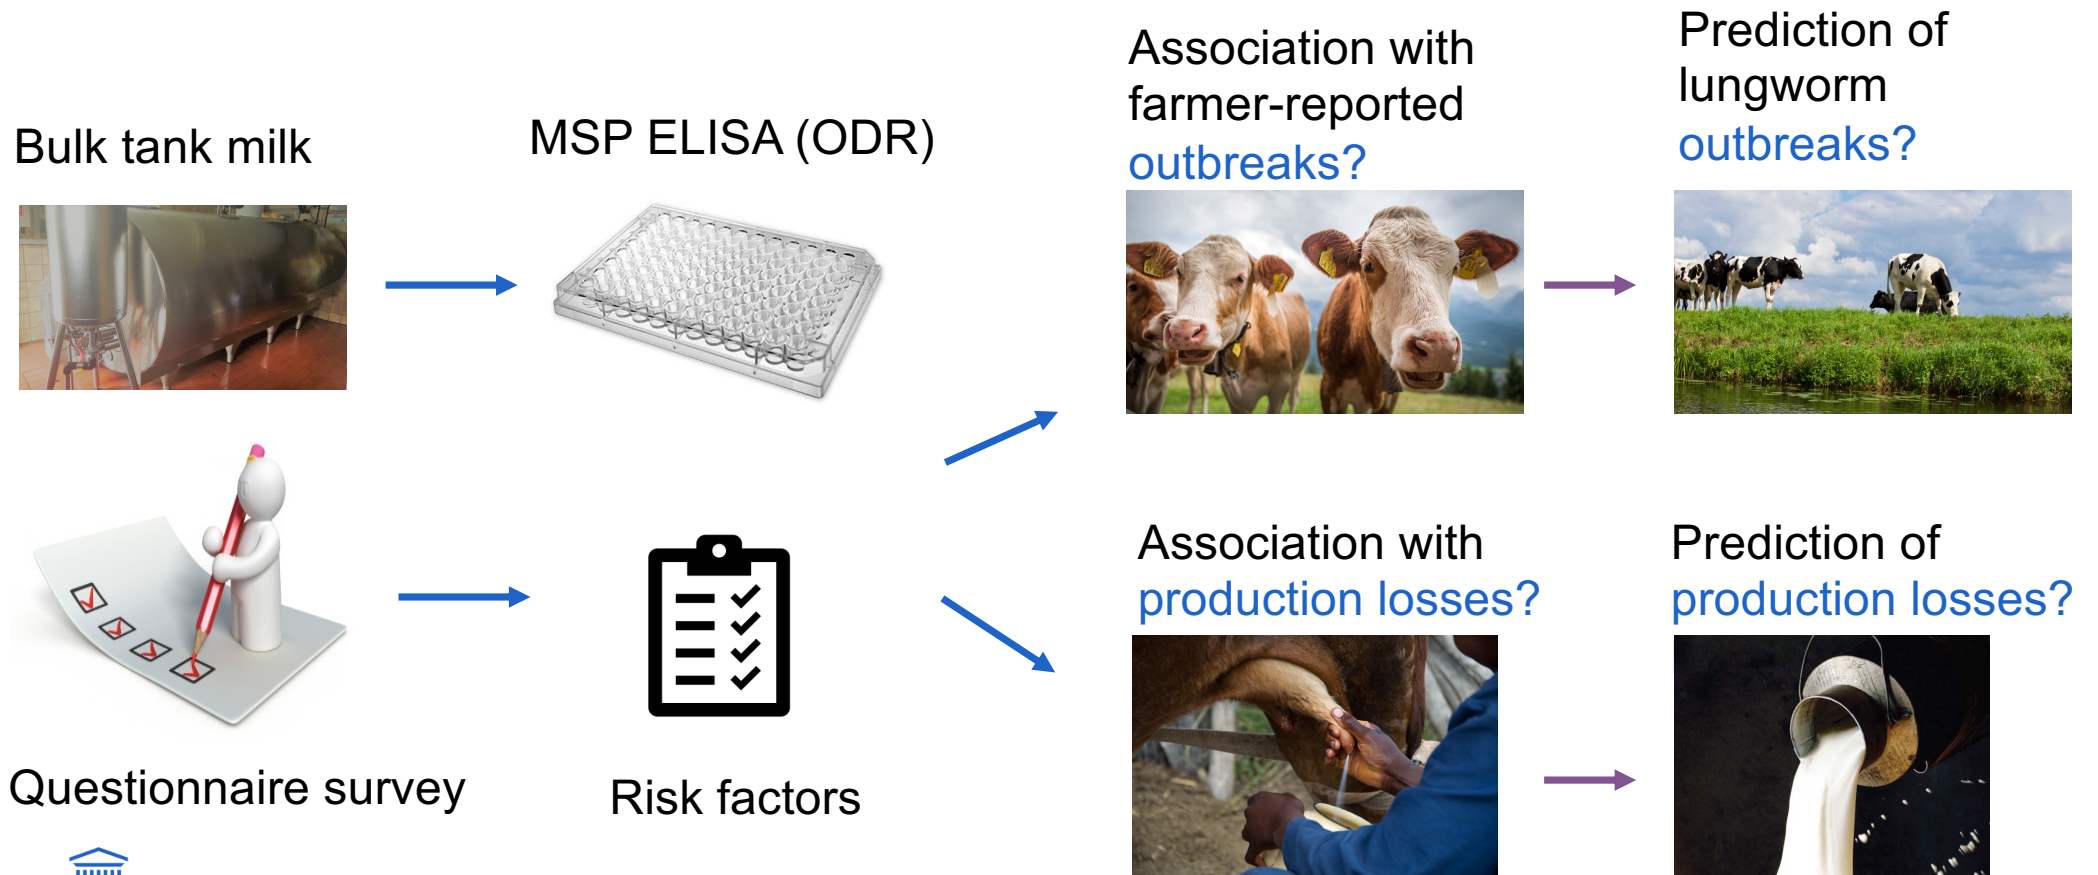 Bulk tank milk
MSP ELISA (ODR)
Association with
farmer-reported
outbreaks?
Prediction of
lungworm
outbreaks?
Questionnaire survey
Risk factors
Association with
production losses?
Prediction of
production losses?